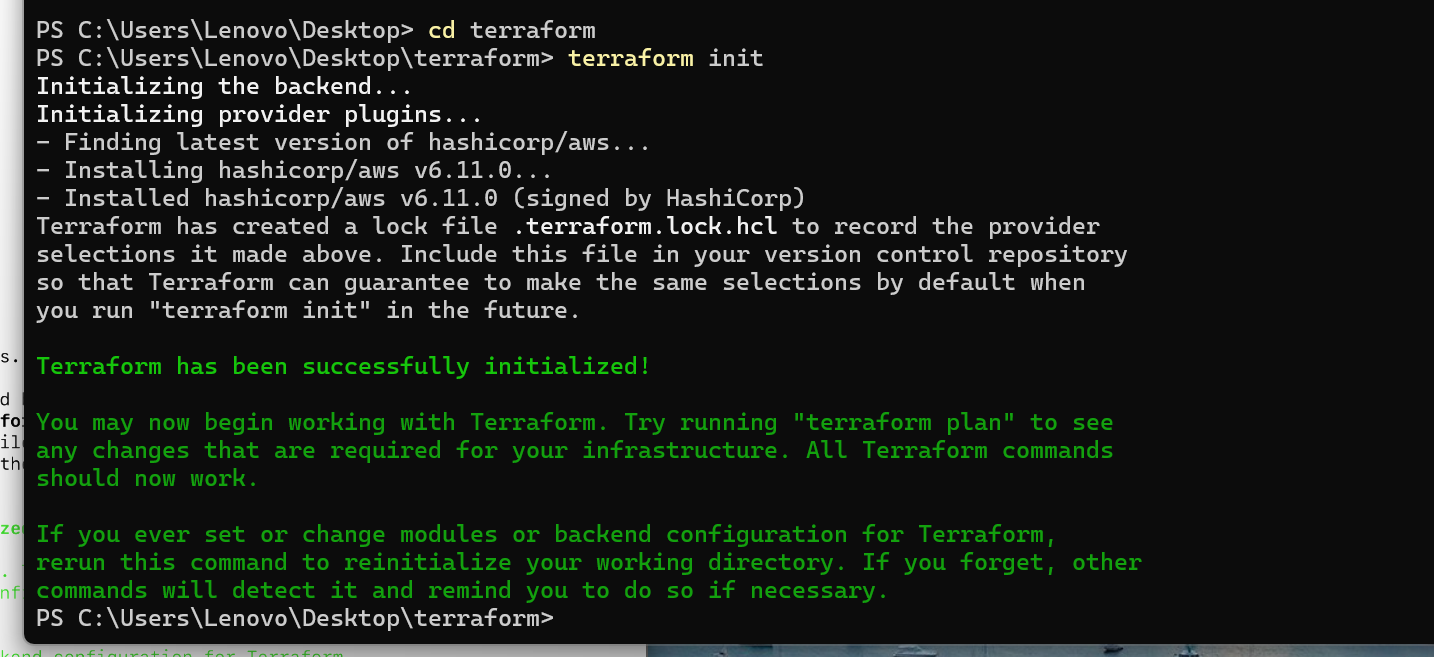 PS C:\Users\Lenovo\Desktop> cd terraform
PS C:\Users\Lenovo\Desktop\terraform> terraform init
Initializing the backend...
Initializing provider plugins...
- Finding latest version of hashicorp/aws...
- Installing hashicorp/aws v6.11.0...
- Installed hashicorp/aws v6.11.0 (signed by HashiCorp)
Terraform has created a lock file .terraform.lock.hcl to record the provider
selections it made above. Include this file in your version control repository
so that Terraform can guarantee to make the same selections by default when
you run "terraform init" in the future.

Terraform has been successfully initialized!

You may now begin working with Terraform. Try running "terraform plan" to see
any changes that are required for your infrastructure. All Terraform commands
should now work.

If you ever set or change modules or backend configuration for Terraform,
rerun this command to reinitialize your working directory. If you forget, other
commands will detect it and remind you to do so if necessary.
PS C:\Users\Lenovo\Desktop\terraform>
configuration for Terraform